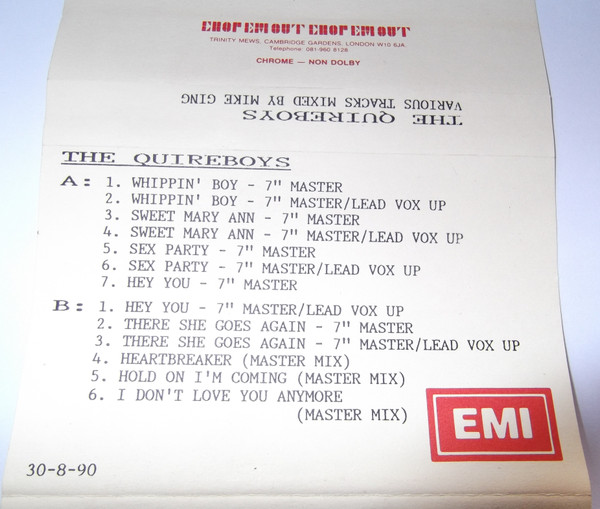 CHOP EM OUT CHOP EM OUT
TRINITY MEWS, CAMBRIDGE GARDENS, LONDON W10 6JA
Telephone: 081-960 8128
CHROME — NON DOLBY
THE QUIREBOYS
VARIOUS TRACKS MIXED BY MIKE GING
THE QUIREBOYS
A: 1. WHIPPIN' BOY - 7" MASTER
2. WHIPPIN' BOY - 7" MASTER/LEAD VOX UP
3. SWEET MARY ANN - 7" MASTER
4. SWEET MARY ANN - 7" MASTER/LEAD VOX UP
5. SEX PARTY - 7" MASTER
6. SEX PARTY - 7" MASTER/LEAD VOX UP
7. HEY YOU - 7" MASTER
B: 1. HEY YOU - 7" MASTER/LEAD VOX UP
2. THERE SHE GOES AGAIN - 7" MASTER
3. THERE SHE GOES AGAIN - 7" MASTER/LEAD VOX UP
4. HEARTBREAKER (MASTER MIX)
5. HOLD ON I'M COMING (MASTER MIX)
6. I DON'T LOVE YOU ANYMORE
(MASTER MIX)
EMI
30-8-90